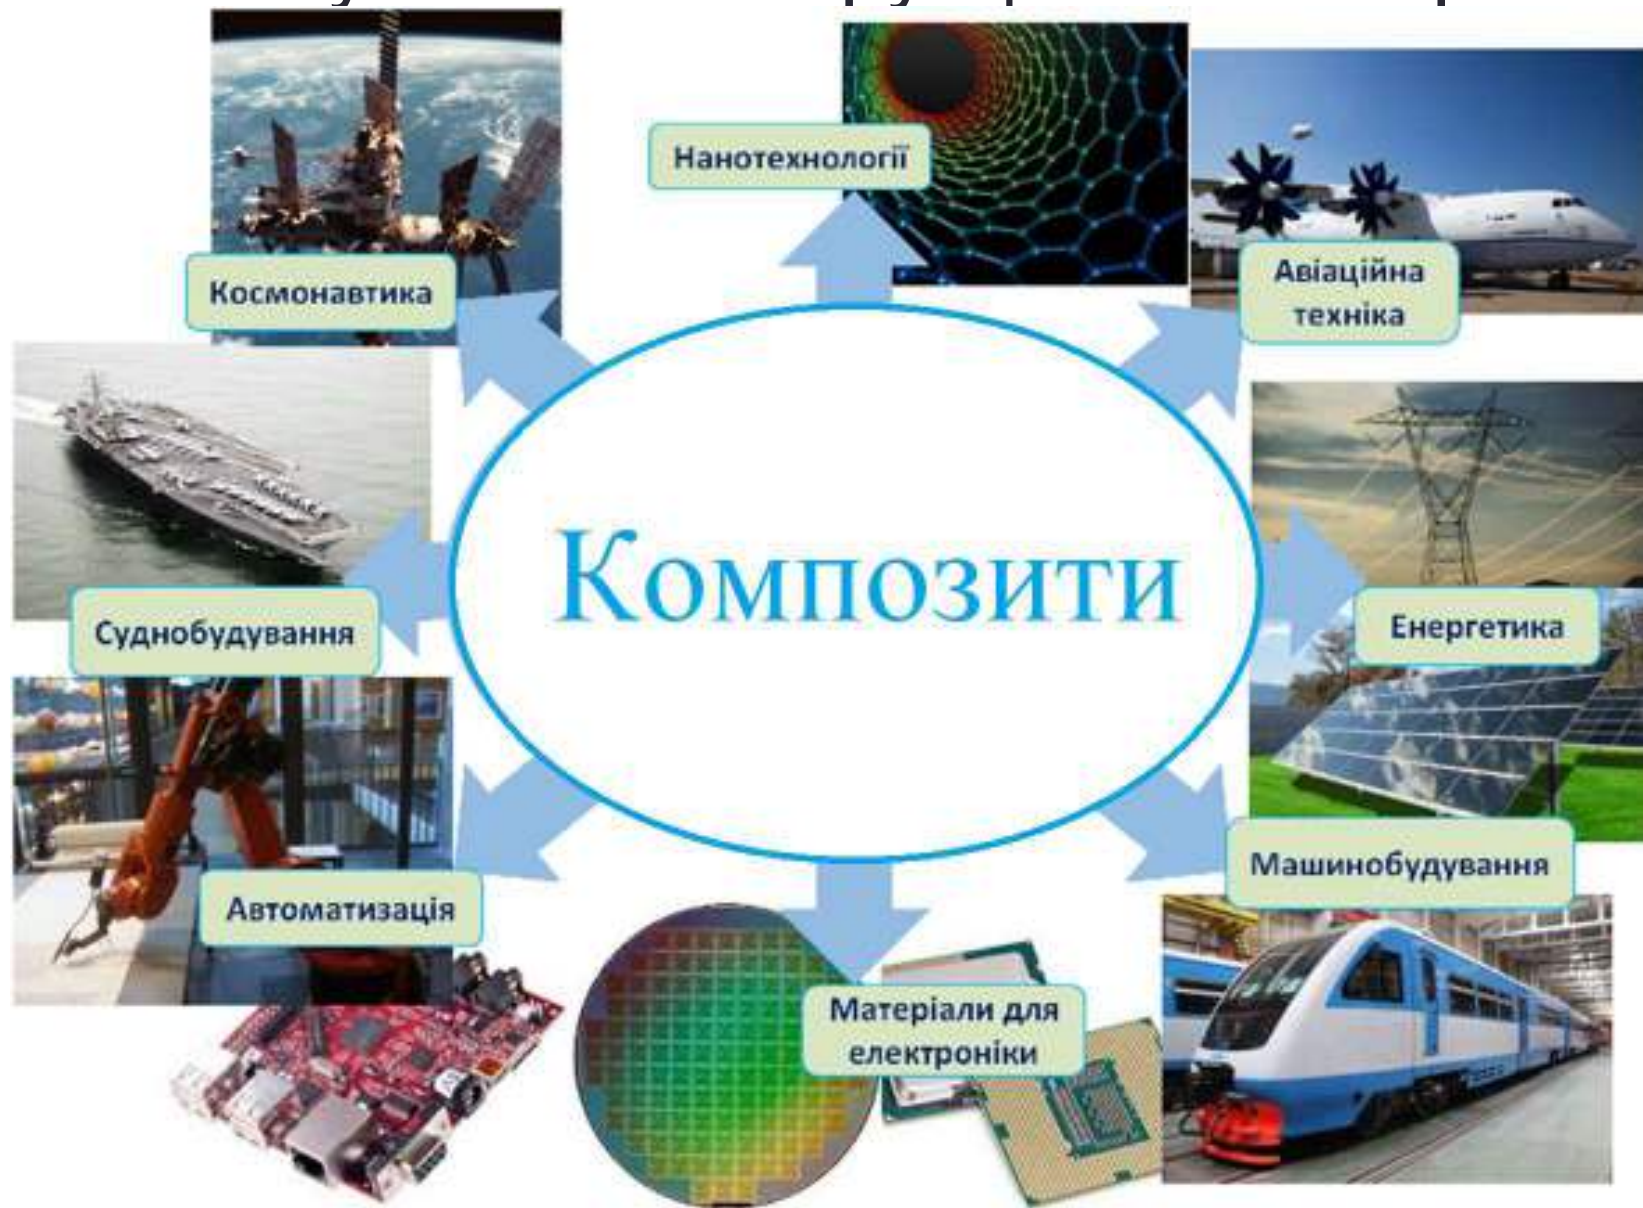 Нанотехнології
Космонавтика
Авіаційна
техніка
Композити
Суднобудування
Енергетика
Автоматизація
Машинобудування
Матеріали для
електроніки